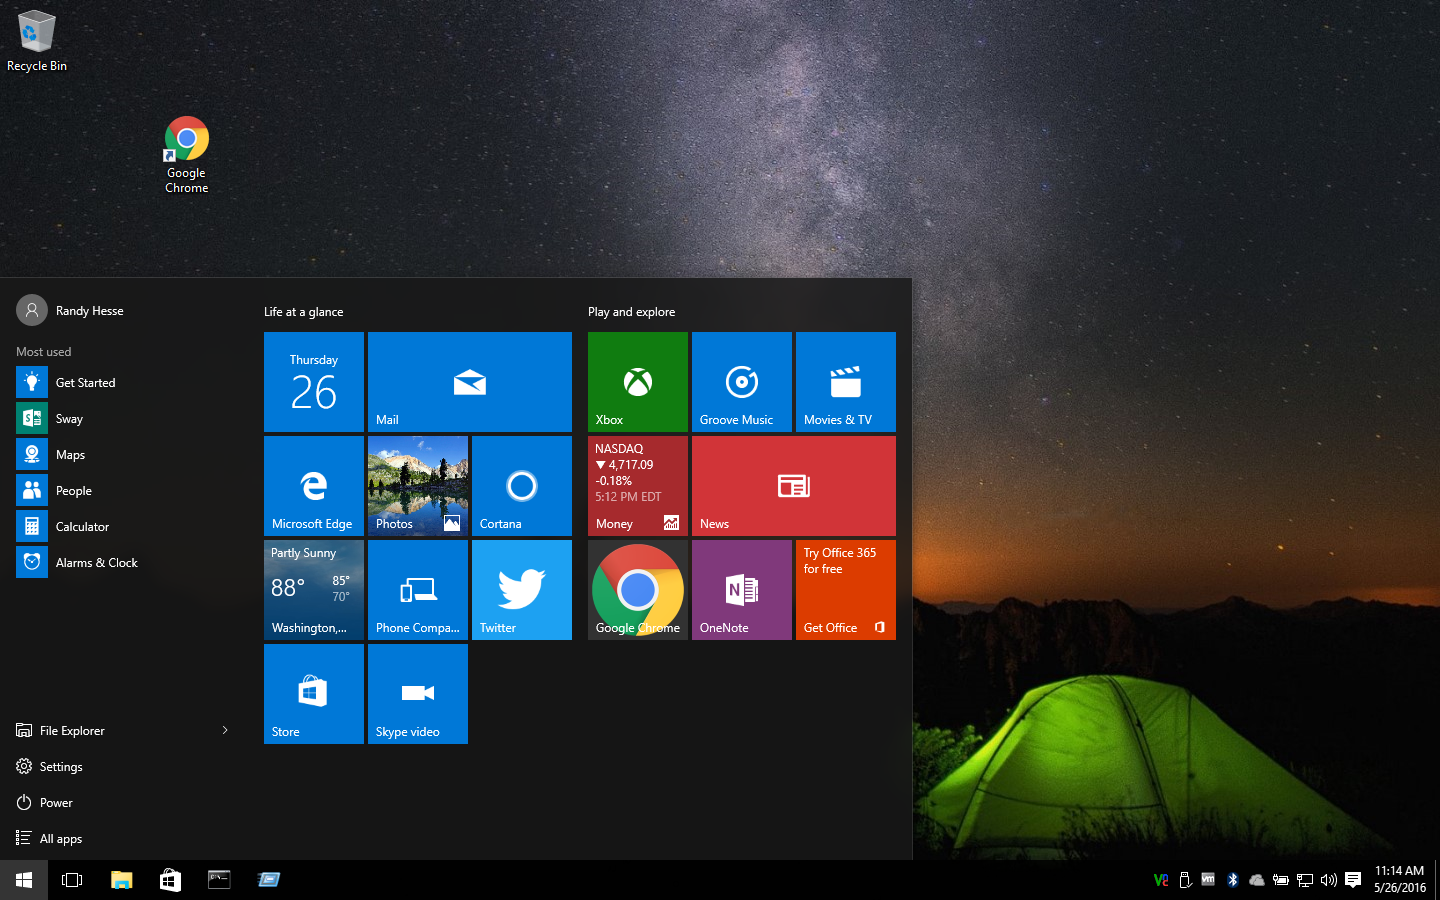 Recycle Bin
Google
Chrome
Randy Hesse
Most used
Get Started
Sway
Maps
People
Calculator
Alarms & Clock
File Explorer
Settings
Power
All apps
Life at a glance
Thursday
26
Mail
Microsoft Edge
Photos
Cortana
Partly Sunny
88°
85°
70°
Washington,...
Phone Compa...
Twitter
Store
Skype video
Play and explore
Xbox
Groove Music
Movies & TV
NASDAQ
▼ 4,717.09
-0.18%
5:12 PM EDT
Money
News
Google Chrome
OneNote
Try Office 365
for free
Get Office
11:14 AM
5/26/2016